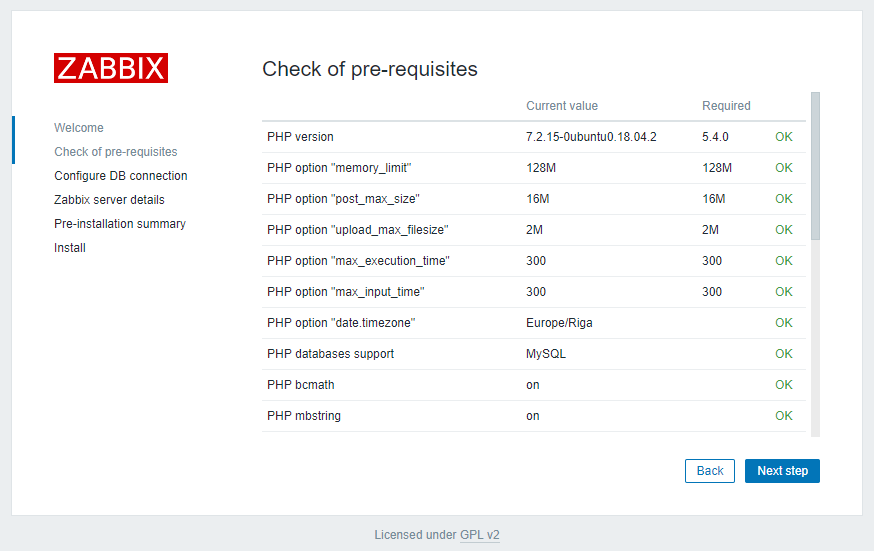 ZABBIX
Check of pre-requisites
Welcome
Check of pre-requisites
Configure DB connection
Zabbix server details
Pre-installation summary
Install
Current value Required
PHP version 7.2.15-0ubuntu0.18.04.2 5.4.0 OK
PHP option "memory_limit" 128M 128M OK
PHP option "post_max_size" 16M 16M OK
PHP option "upload_max_filesize" 2M 2M OK
PHP option "max_execution_time" 300 300 OK
PHP option "max_input_time" 300 300 OK
PHP option "date.timezone" Europe/Riga OK
PHP databases support MySQL OK
PHP bcmath on OK
PHP mbstring on OK
Back Next step
Licensed under GPL v2